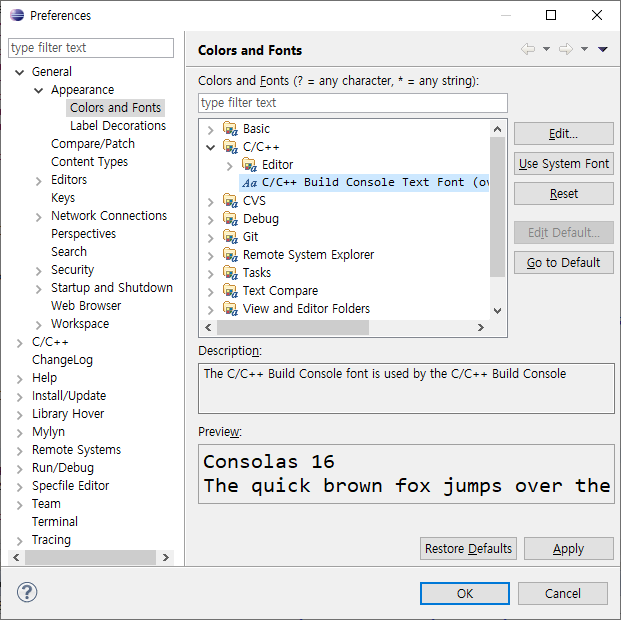 Preferences
type filter text
General
Appearance
Colors and Fonts
Label Decorations
Compare/Patch
Content Types
Editors
Keys
Network Connections
Perspectives
Search
Security
Startup and Shutdown
Web Browser
Workspace
C/C++
ChangeLog
Help
Install/Update
Library Hover
Mylyn
Remote Systems
Run/Debug
Specfile Editor
Team
Terminal
Tracing
Colors and Fonts
Colors and Fonts (? = any character, * = any string):
type filter text
Basic
C/C++
Editor
Aa C/C++ Build Console Text Font (ov
CVS
Debug
Git
Remote System Explorer
Tasks
Text Compare
View and Editor Folders
Edit...
Use System Font
Reset
Edit Default...
Go to Default
Description:
The C/C++ Build Console font is used by the C/C++ Build Console
Preview:
Consolas 16
The quick brown fox jumps over the
Restore Defaults
Apply
?
OK
Cancel